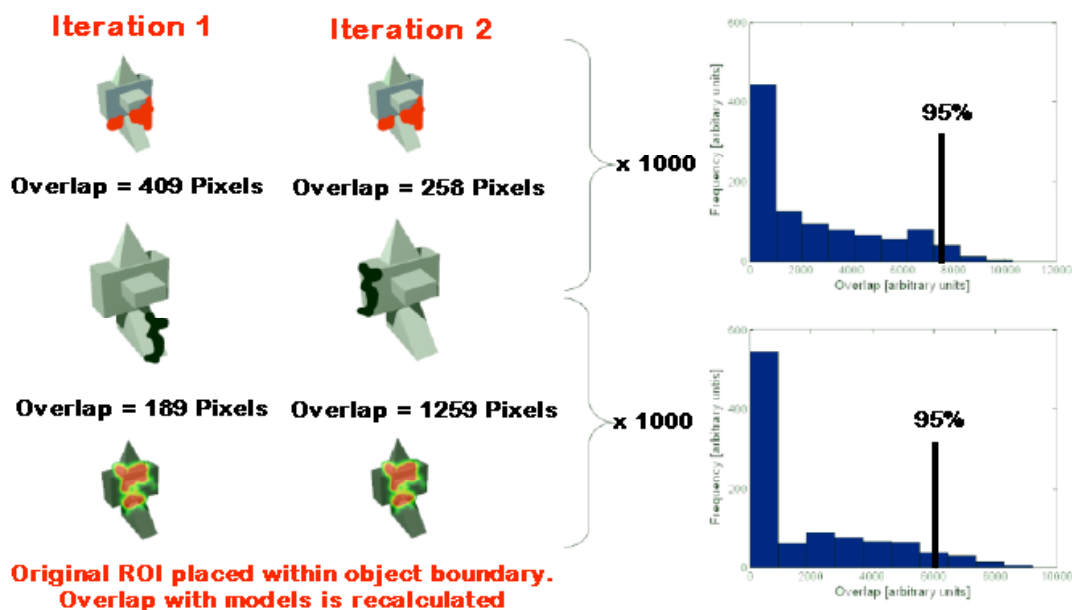 Iteration 1
Iteration 2
Overlap = 409 Pixels
Overlap = 258 Pixels
x 1000
Overlap = 189 Pixels
Overlap = 1259 Pixels
x 1000
Original ROI placed within object boundary.
Overlap with models is recalculated
600
400
200
0
Frequency [arbitrary units]
95%
0 2000 4000 6000 8000 10000 12000
Overlap [arbitrary units]
600
400
200
0
Frequency [arbitrary units]
95%
0 2000 4000 6000 8000 10000
Overlap [arbitrary units]